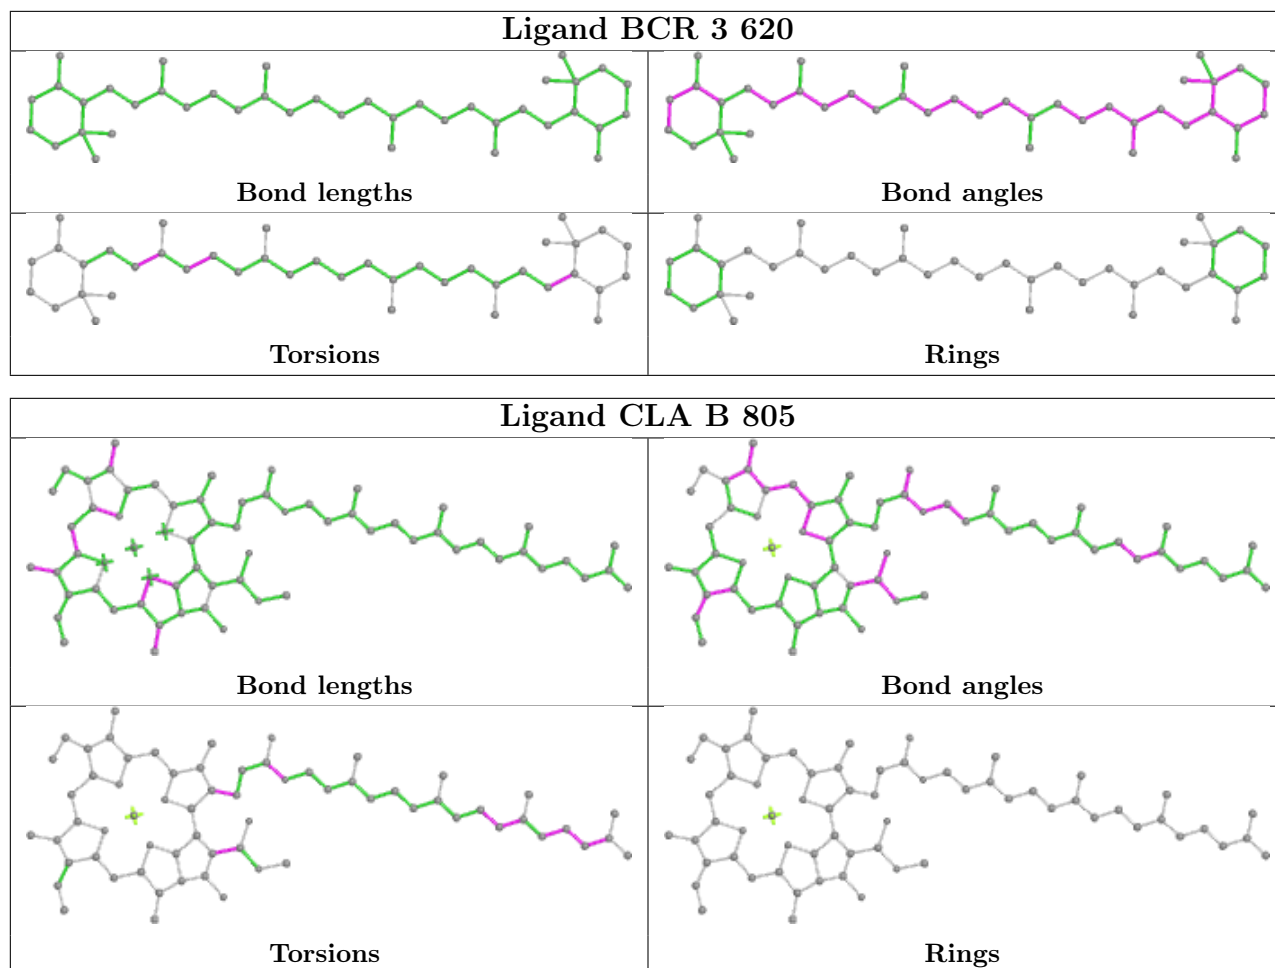 Ligand BCR 3 620
Bond lengths
Bond angles
Torsions
Rings
Ligand CLA B 805
Bond lengths
Bond angles
Torsions
Rings